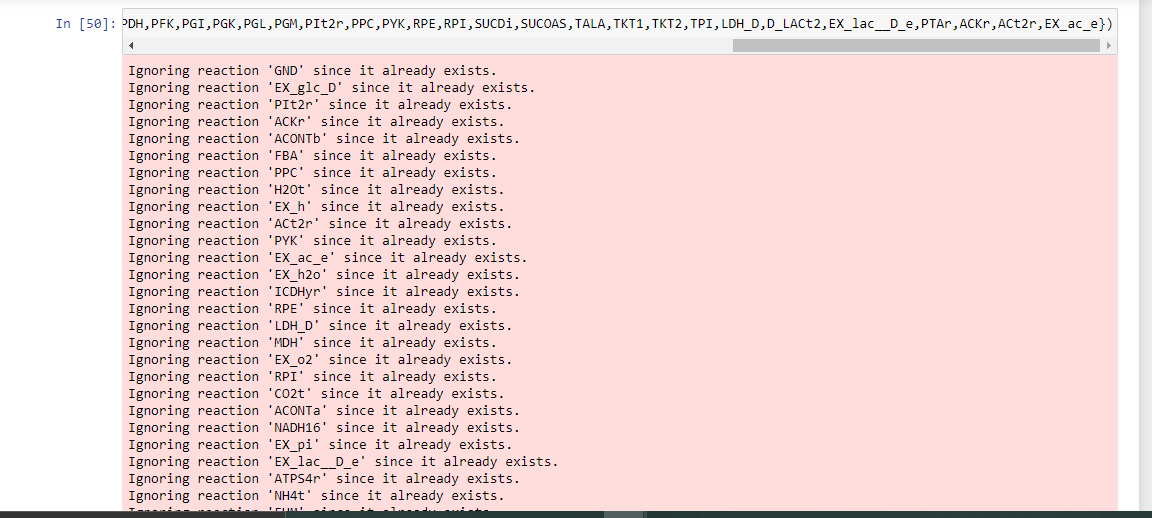 In [50]: PDH,PFK,PGI,PGK,PGL,PGM,PIt2r,PPC,PYK,RPE,RPI,SUCDi,SUCOAS,TALA,TKT1,TKT2,TPI,LDH_D,D_LACt2,EX_lac__D_e,PTAr,ACKr,ACt2r,EX_ac_e})
Ignoring reaction 'GND' since it already exists.
Ignoring reaction 'EX_glc_D' since it already exists.
Ignoring reaction 'PIt2r' since it already exists.
Ignoring reaction 'ACKr' since it already exists.
Ignoring reaction 'ACONTb' since it already exists.
Ignoring reaction 'FBA' since it already exists.
Ignoring reaction 'PPC' since it already exists.
Ignoring reaction 'H2Ot' since it already exists.
Ignoring reaction 'EX_h' since it already exists.
Ignoring reaction 'ACt2r' since it already exists.
Ignoring reaction 'PYK' since it already exists.
Ignoring reaction 'EX_ac_e' since it already exists.
Ignoring reaction 'EX_h2o' since it already exists.
Ignoring reaction 'ICDHyr' since it already exists.
Ignoring reaction 'RPE' since it already exists.
Ignoring reaction 'LDH_D' since it already exists.
Ignoring reaction 'MDH' since it already exists.
Ignoring reaction 'EX_o2' since it already exists.
Ignoring reaction 'RPI' since it already exists.
Ignoring reaction 'CO2t' since it already exists.
Ignoring reaction 'ACONTa' since it already exists.
Ignoring reaction 'NADH16' since it already exists.
Ignoring reaction 'EX_pi' since it already exists.
Ignoring reaction 'EX_lac__D_e' since it already exists.
Ignoring reaction 'ATPS4r' since it already exists.
Ignoring reaction 'NH4t' since it already exists.